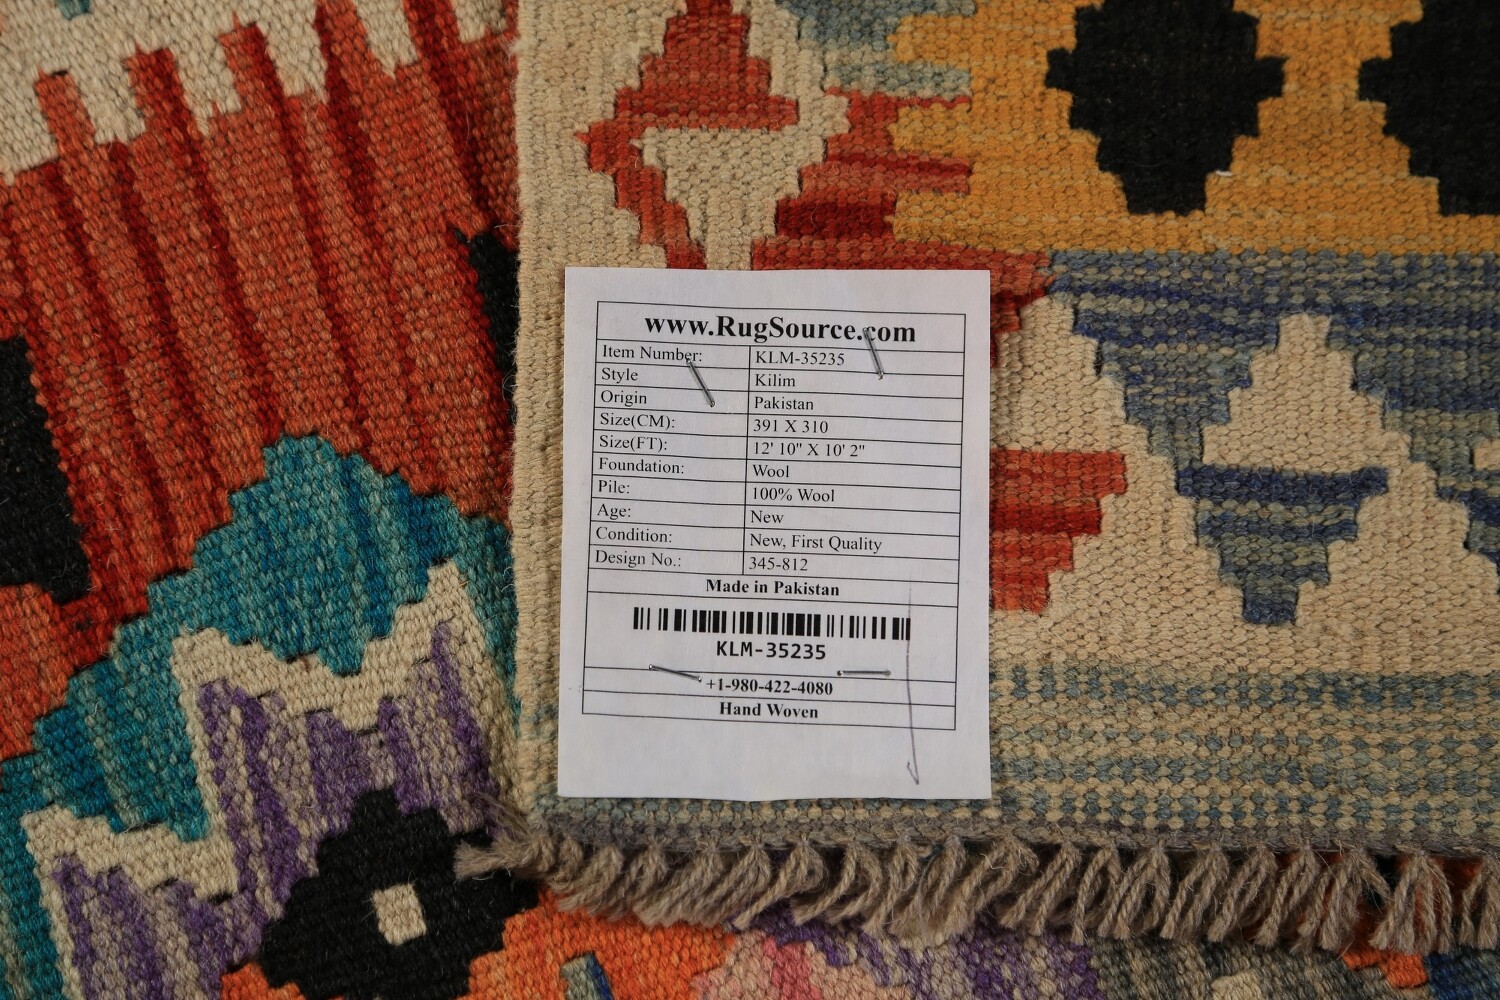 www.RugSource.com
Item Number: KLM-35235
Style Kilim
Origin Pakistan
Size(CM): 391 X 310
Size(FT): 12' 10" X 10' 2"
Foundation: Wool
Pile: 100% Wool
Age: New
Condition: New, First Quality
Design No.: 345-812
Made in Pakistan
KLM-35235
+1-980-422-4080
Hand Woven